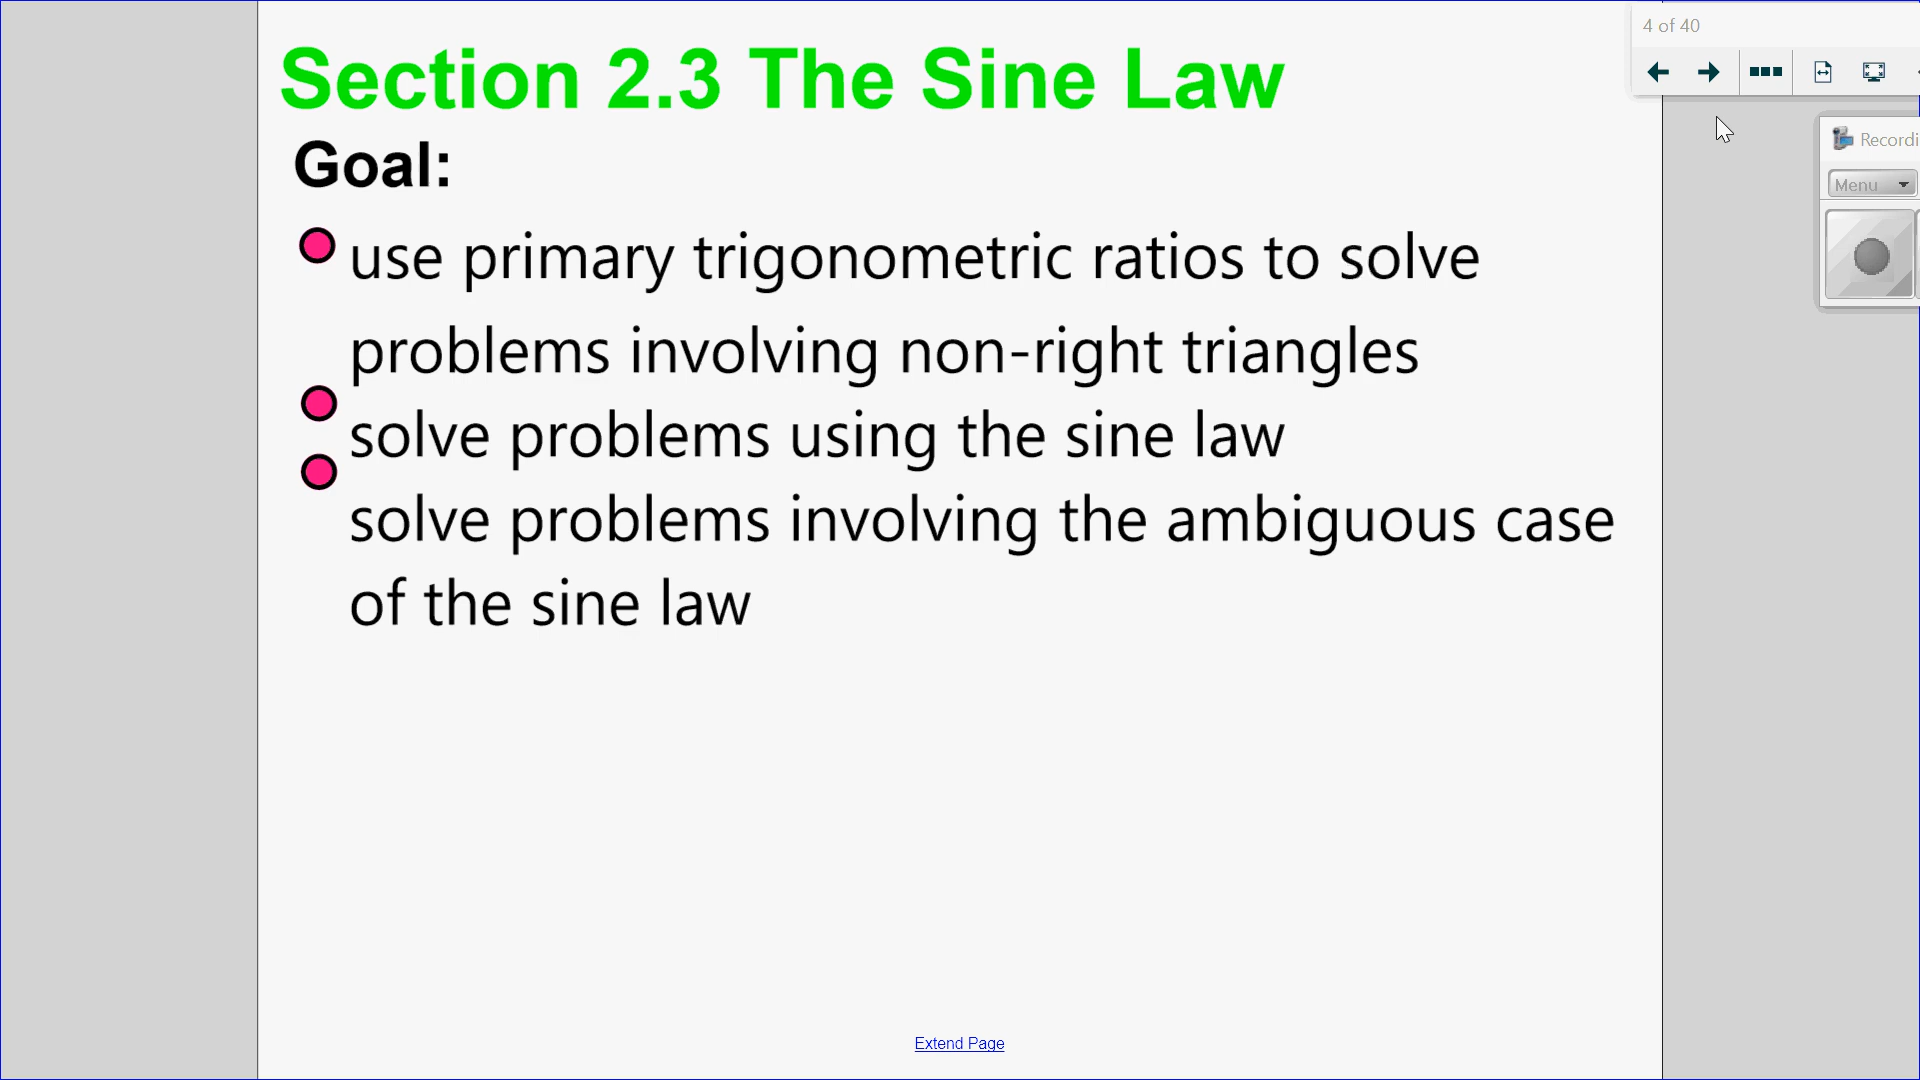 4 of 40
Section 2.3 The Sine Law
Goal:
Recordi
use primary trigonometric ratios to solve
Menu
problems involving non-right triangles
solve problems using the sine law
solve problems involving the ambiguous case
of the sine law
Extend Page